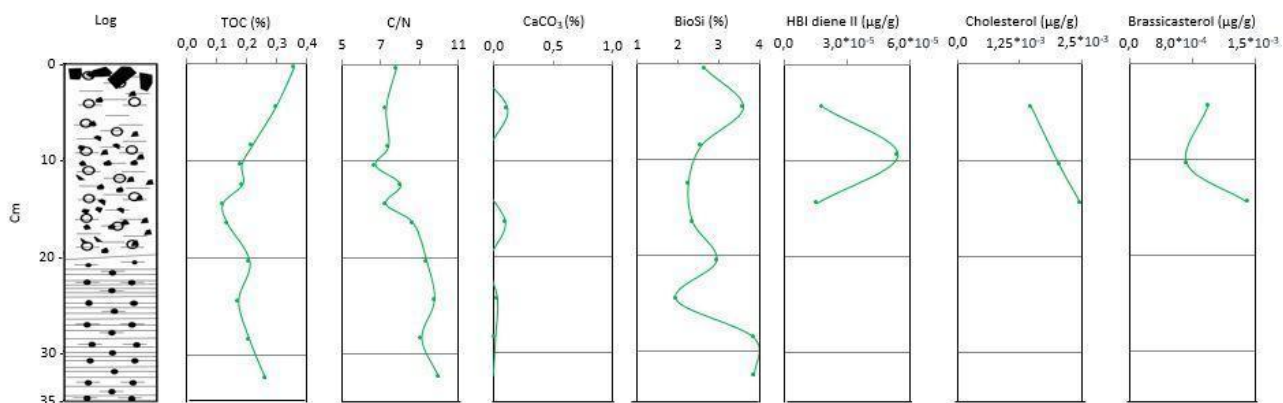 Log TOC (%) C/N CaCO₃ (%) BioSi (%) HBI diene II (µg/g) Cholesterol (µg/g) Brassicasterol (µg/g)
0,0 0,1 0,2 0,3 0,4 5 7 9 11 0,0 0,5 1,0 1 2 3 4 0,0 3,0*10⁻⁵ 6,0*10⁻⁵ 0,0 1,25*10⁻³ 2,5*10⁻³ 0,0 8,0*10⁻⁴ 1,5*10⁻³
0
10
Cm
20
30
35